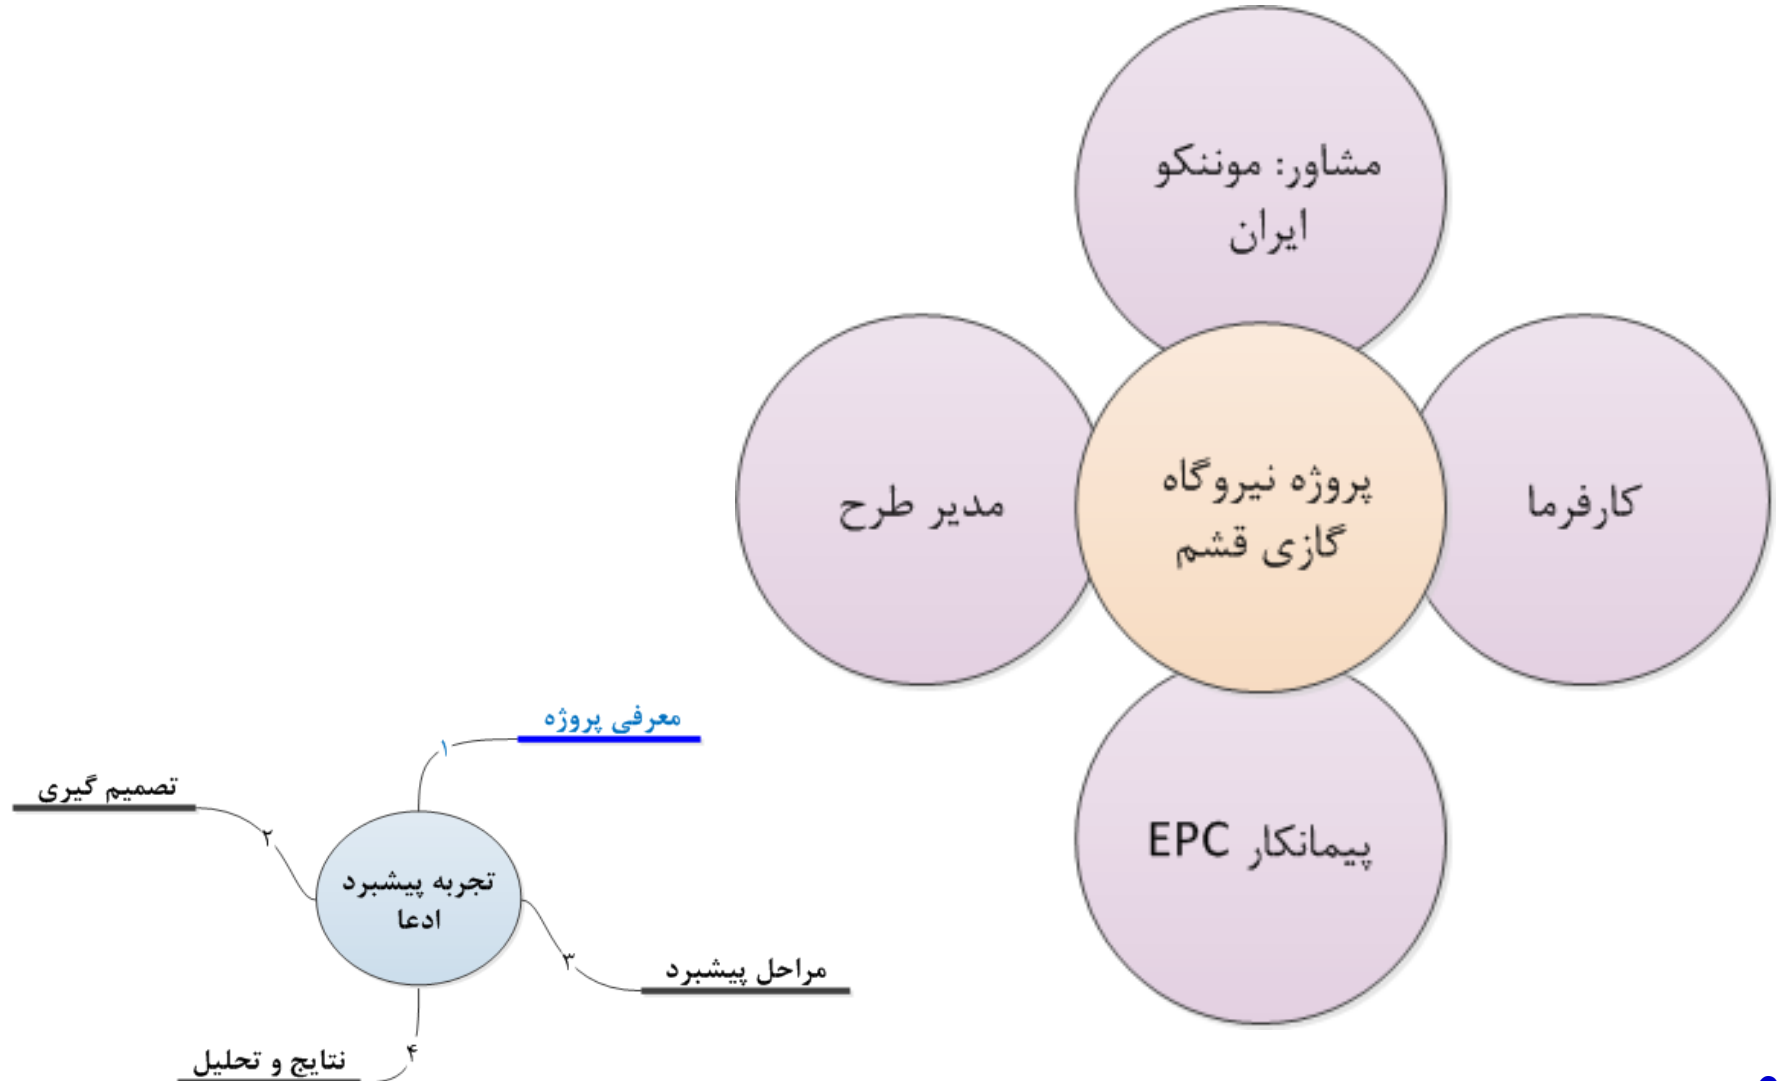 مشاور: موننکو
ایران
کارفرما
پروژه نیروگاه
گازی قشم
مدیر طرح
پیمانکار EPC
معرفی پروژه
۱
تصمیم گیری
۲
تجربه پیشبرد
ادعا
۳
مراحل پیشبرد
۴
نتایج و تحلیل